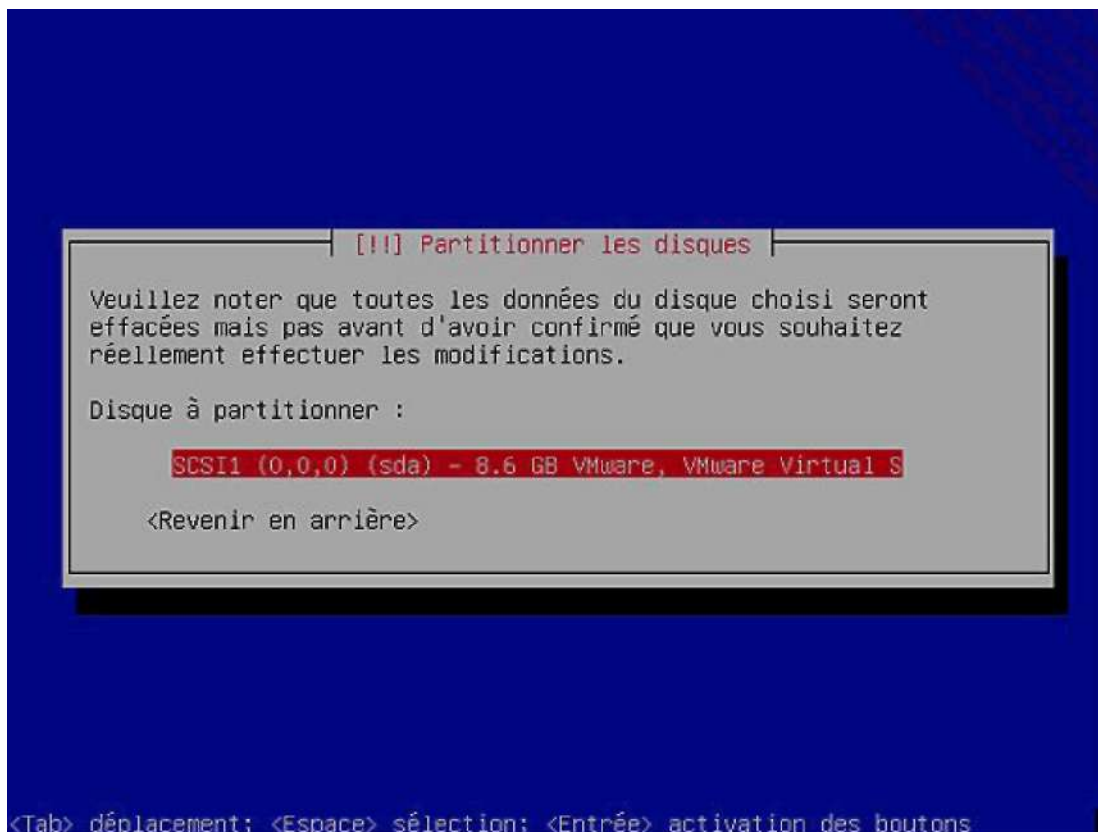 [!!] Partitionner les disques
Veuillez noter que toutes les données du disque choisi seront
effacées mais pas avant d'avoir confirmé que vous souhaitez
réellement effectuer les modifications.
Disque à partitionner :
SCSI1 (0,0,0) (sda) - 8.6 GB VMware, VMware Virtual S
<Revenir en arrière>
<Tab> déplacement; <Espace> sélection; <Entrée> activation des boutons